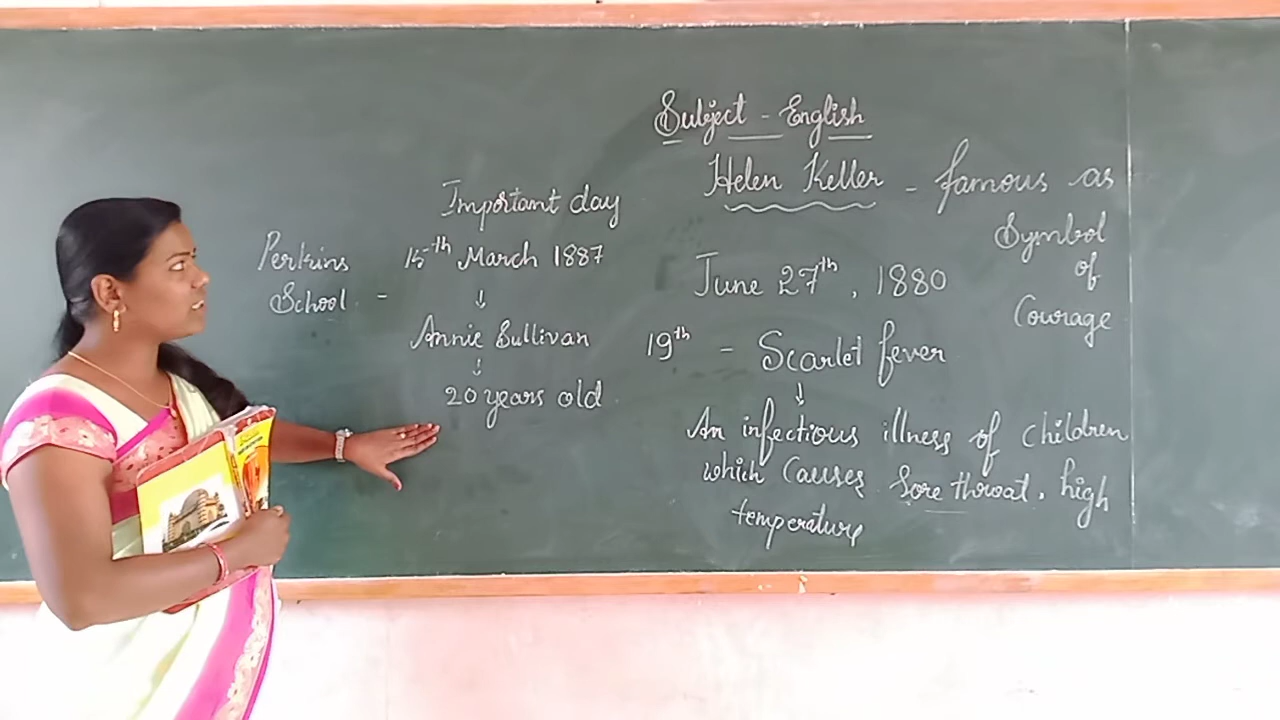 Subject - English
Helen Keller - famous as
Symbol
of
Courage
June 27th, 1880
19th - Scarlet fever
↓
An infectious illness of children
which Causes Sore throat, high
temperature
Important day
Perkins
School -
15th March 1887
↓
Annie Sullivan
↓
20 years old